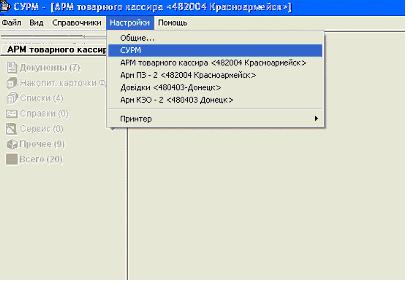 СУРМ - [АРМ товарного кассира <482004 Красноармейск>]
Файл Вид Справочники Настройки Помощь
Общие...
СУРМ
АРМ товарного кассира <482004 Красноармейск>
Арм ПЗ - 2 <482004 Красноармейск>
Довідки <480403-Донецк>
Арм КЗО - 2 <480403 Донецк>
Принтер
АРМ товарного кассир
Документы (7)
Накопит. карточки Ф
Списки (4)
Справки (0)
Сервис (0)
Прочее (9)
Всего (20)